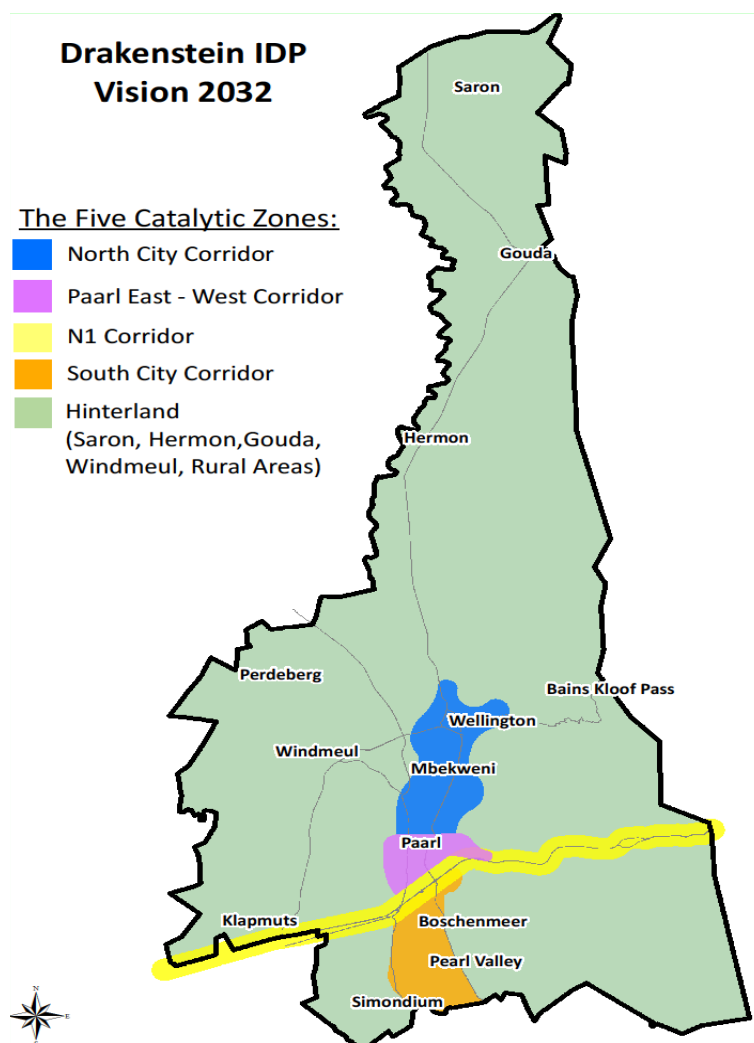 Drakenstein IDP
Vision 2032
The Five Catalytic Zones:
North City Corridor
Paarl East - West Corridor
N1 Corridor
South City Corridor
Hinterland
(Saron, Hermon,Gouda,
Windmeul, Rural Areas)
Saron
Gouda
Hermon
Perdeberg
Bains Kloof Pass
Wellington
Windmeul
Mbekweni
Paarl
Klapmuts
Boschenmeer
Pearl Valley
Simondium
N
E